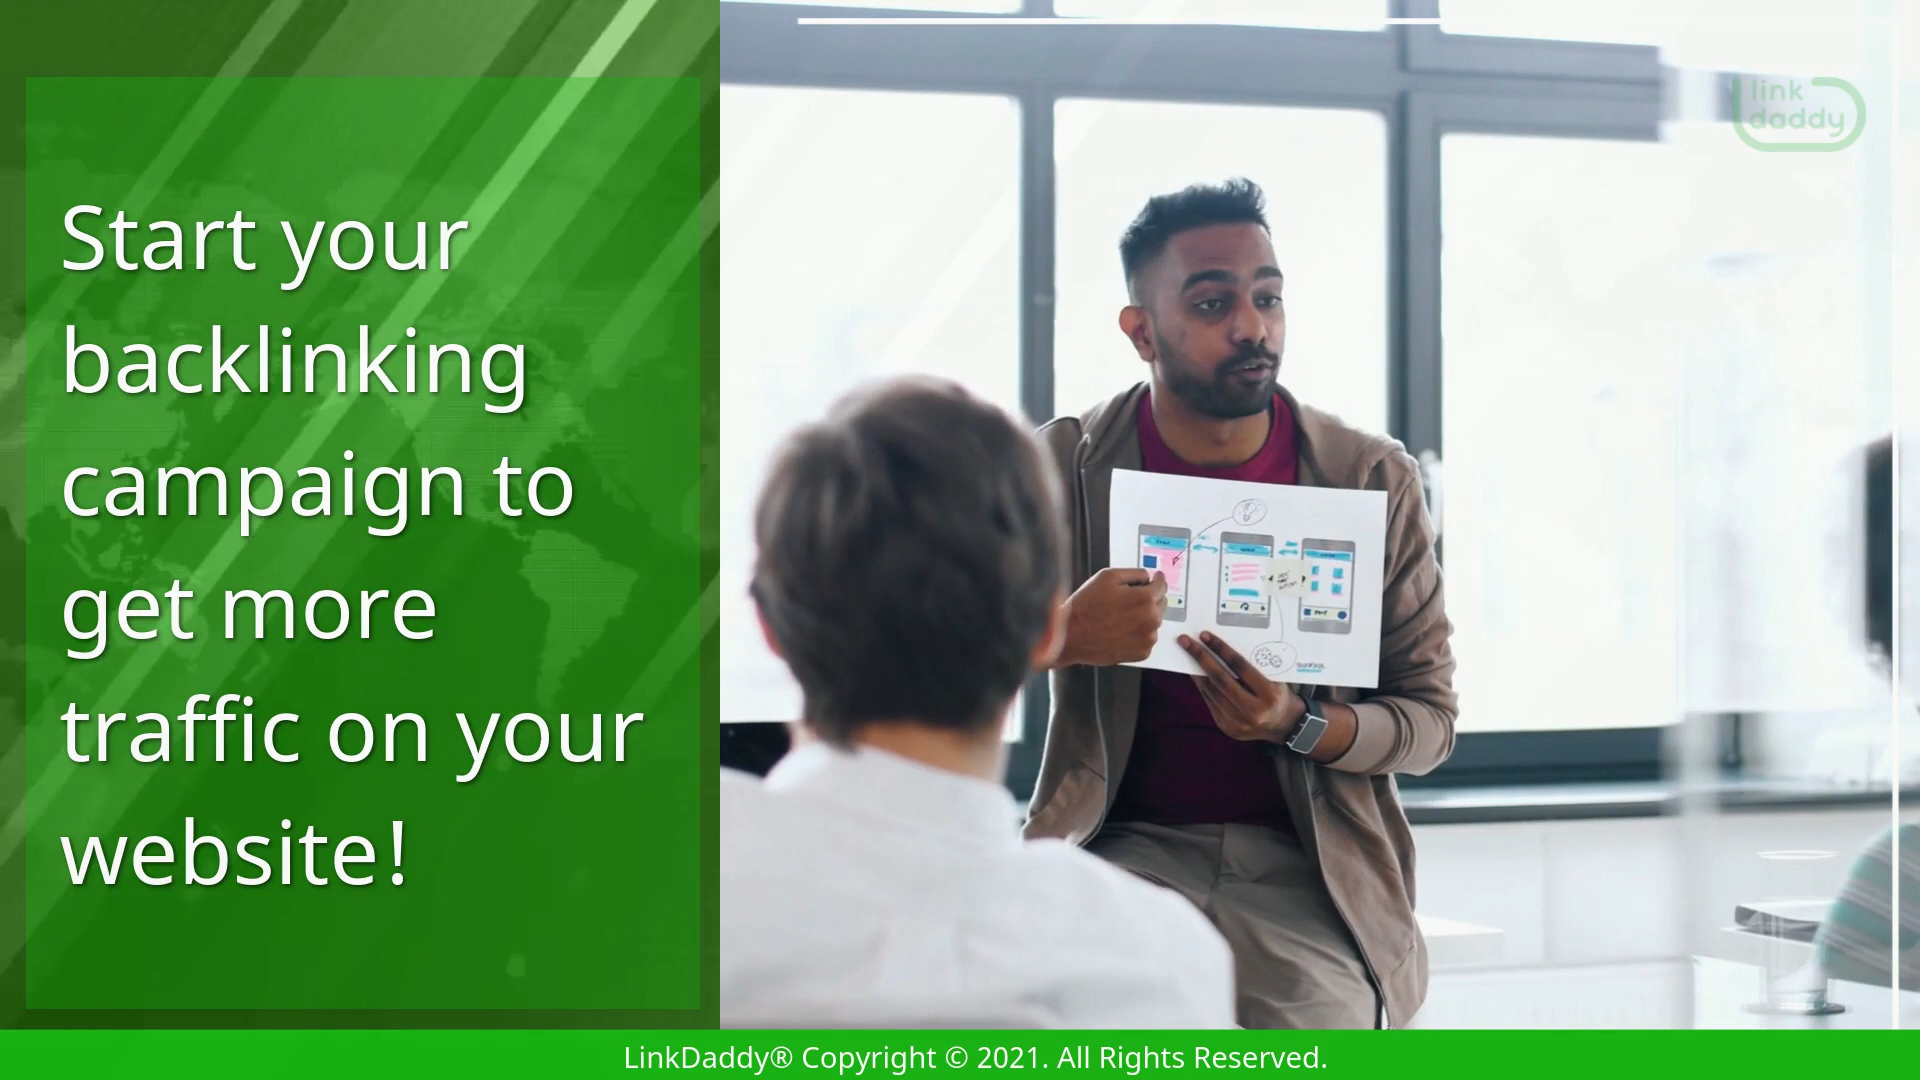 Start your
backlinking
campaign to
get more
traffic on your
website!
link
daddy
LinkDaddy® Copyright © 2021. All Rights Reserved.